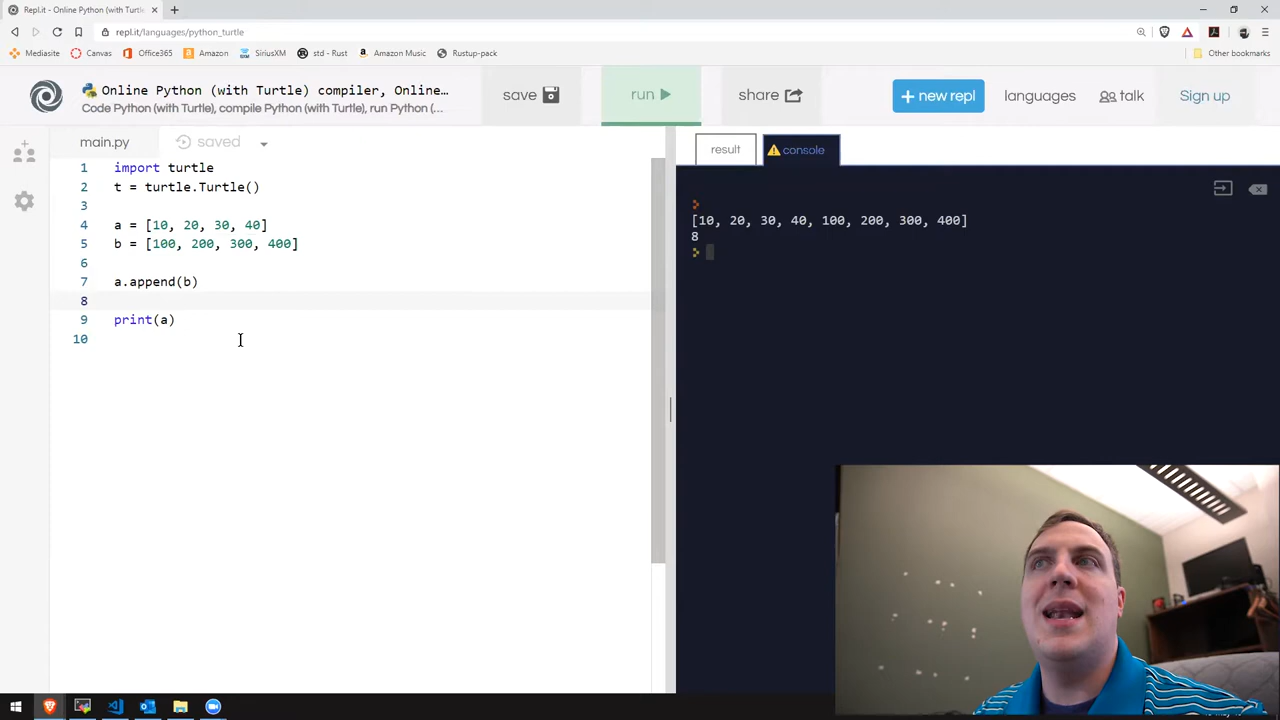 Repl.it - Online Python (with Turtl
repl.it/languages/python_turtle
Mediasite Canvas Office365 Amazon SiriusXM std - Rust Amazon Music Rustup-pack Other bookmarks
Online Python (with Turtle) compiler, Online...
Code Python (with Turtle), compile Python (with Turtle), run Python (...
save run share + new repl languages talk Sign up
main.py saved
result console
1 import turtle
2 t = turtle.Turtle()
3
4 a = [10, 20, 30, 40]
5 b = [100, 200, 300, 400]
6
7 a.append(b)
8
9 print(a)
10
[10, 20, 30, 40, 100, 200, 300, 400]
8